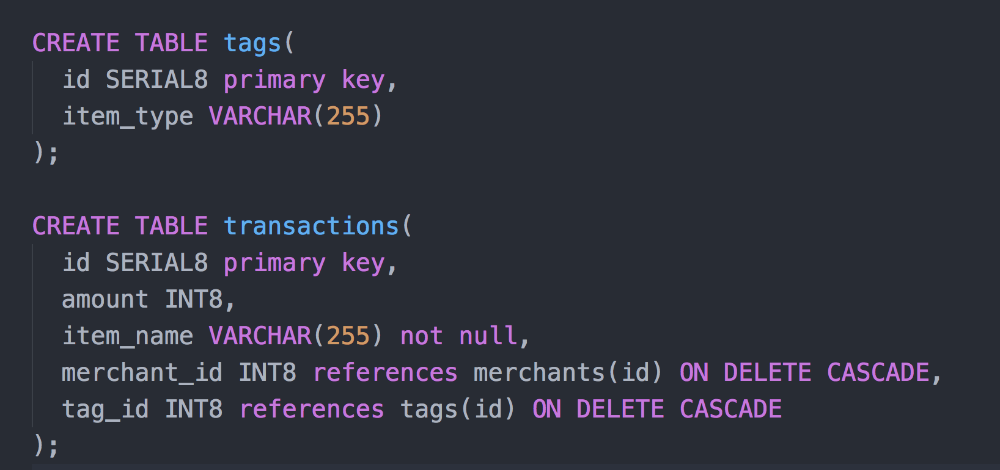 CREATE TABLE tags(
id SERIAL8 primary key,
item_type VARCHAR(255)
);
CREATE TABLE transactions(
id SERIAL8 primary key,
amount INT8,
item_name VARCHAR(255) not null,
merchant_id INT8 references merchants(id) ON DELETE CASCADE,
tag_id INT8 references tags(id) ON DELETE CASCADE
);